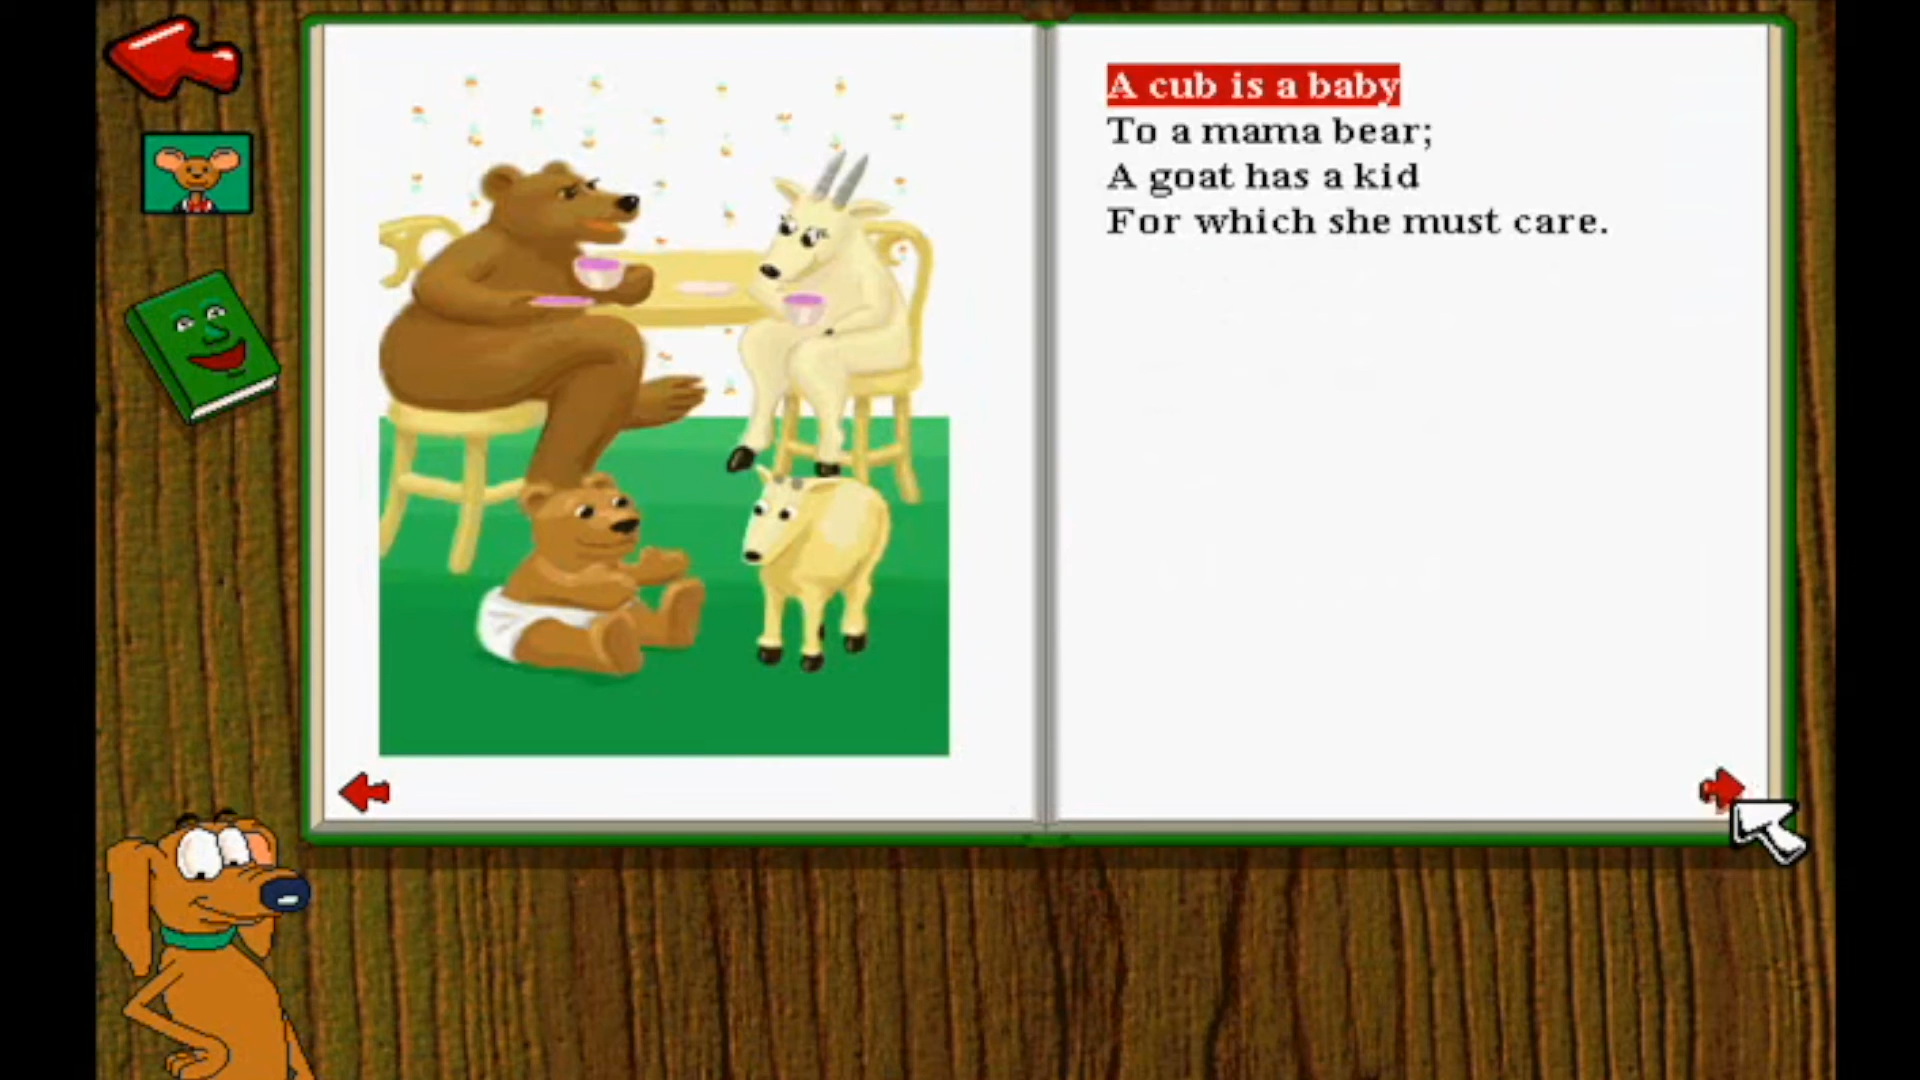 A cub is a baby
To a mama bear;
A goat has a kid
For which she must care.